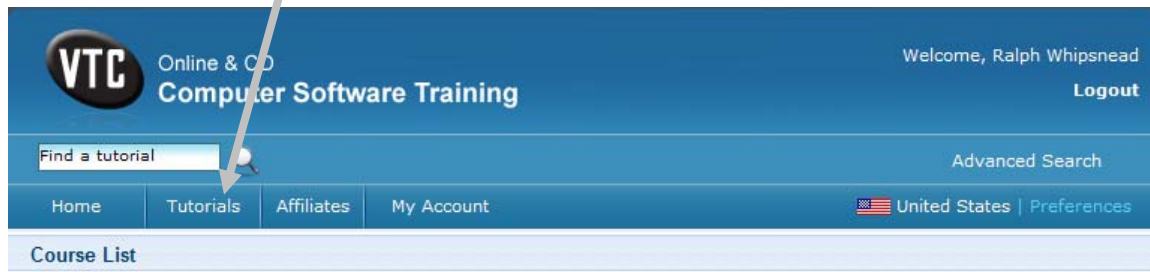 VTC
Online & CD
Computer Software Training
Welcome, Ralph Whipsnead
Logout
Find a tutorial
Advanced Search
Home Tutorials Affiliates My Account United States | Preferences
Course List